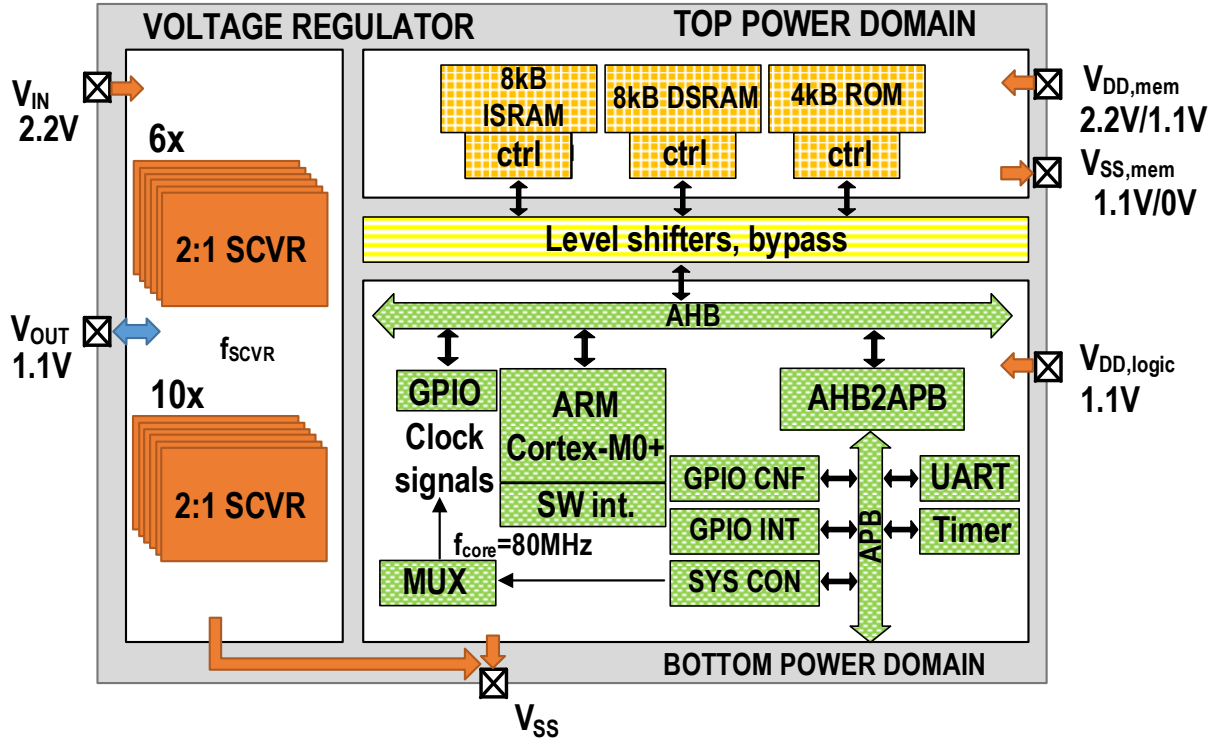 VOLTAGE REGULATOR
TOP POWER DOMAIN
V_IN
2.2V
6x
2:1 SCVR
V_OUT
1.1V
f_SCVR
10x
2:1 SCVR
8kB
ISRAM
ctrl
8kB DSRAM
ctrl
4kB ROM
ctrl
V_DD,mem
2.2V/1.1V
V_SS,mem
1.1V/0V
Level shifters, bypass
AHB
GPIO
Clock
signals
ARM
Cortex-M0+
SW int.
AHB2APB
V_DD,logic
1.1V
GPIO CNF
UART
GPIO INT
Timer
APB
f_core=80MHz
MUX
SYS CON
BOTTOM POWER DOMAIN
V_SS